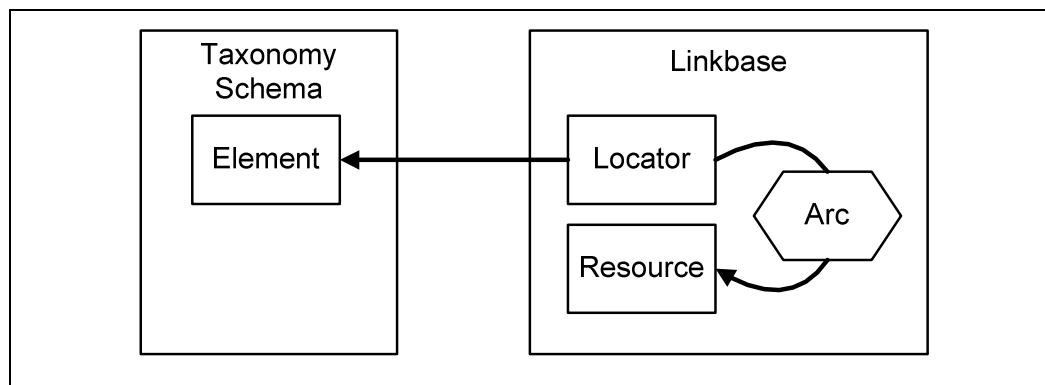 Taxonomy
Schema
Element
Linkbase
Locator
Arc
Resource